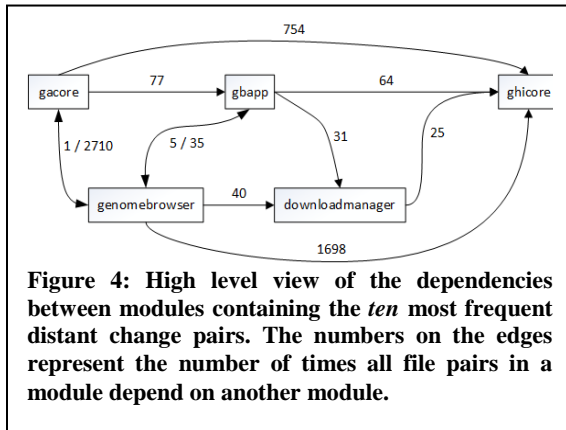 754
gacore
77
gbapp
64
ghicore
1 / 2710
5 / 35
31
25
genomebrowser
40
downloadmanager
1698
Figure 4: High level view of the dependencies
between modules containing the ten most frequent
distant change pairs. The numbers on the edges
represent the number of times all file pairs in a
module depend on another module.